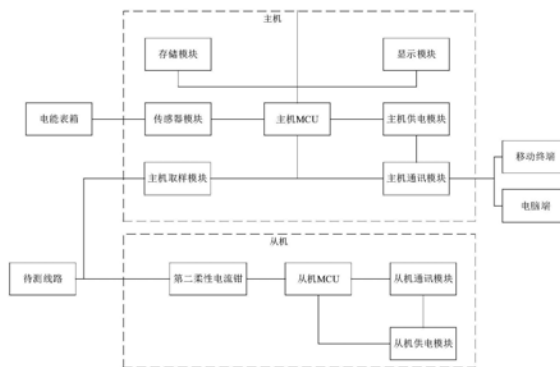 主机
存储模块
显示模块
电能表箱
传感器模块
主机MCU
主机供电模块
主机取样模块
主机通讯模块
移动终端
电脑端
从机
待测线路
第二柔性电流钳
从机MCU
从机通讯模块
从机供电模块